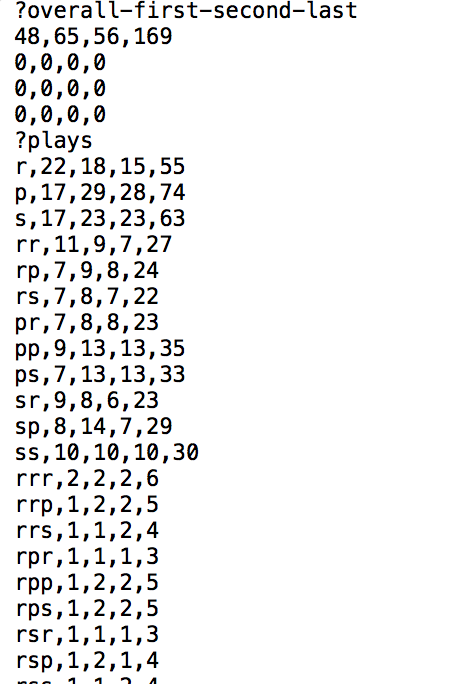 ?overall-first-second-last
48,65,56,169
0,0,0,0
0,0,0,0
0,0,0,0
?plays
r,22,18,15,55
p,17,29,28,74
s,17,23,23,63
rr,11,9,7,27
rp,7,9,8,24
rs,7,8,7,22
pr,7,8,8,23
pp,9,13,13,35
ps,7,13,13,33
sr,9,8,6,23
sp,8,14,7,29
ss,10,10,10,30
rrr,2,2,2,6
rrp,1,2,2,5
rrs,1,1,2,4
rpr,1,1,1,3
rpp,1,2,2,5
rps,1,2,2,5
rsr,1,1,1,3
rsp,1,2,1,4